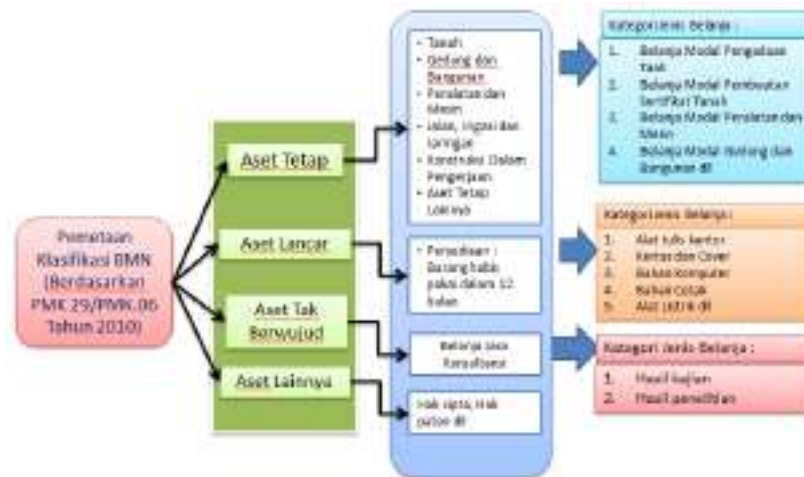 Pemetaan
Klasifikasi BMN
(Berdasarkan
PMK 29/PMK.06
Tahun 2010)
Aset Tetap
Aset Lancar
Aset Tak
Berwujud
Aset Lainnya
• Tanah
• Gedung dan
Bangunan
• Peralatan dan
Mesin
• Jalan, Irigasi dan
Jaringan
• Konstruksi Dalam
Pengerjaan
• Aset Tetap
Lainnya
• Persediaan :
Barang habis
pakai dalam 12
bulan
Belanja Jasa
Konsultansi
Hak cipta, Hak
paten dll
Kategori Jenis Belanja :
1. Belanja Modal Pengadaan
2. Belanja Modal Pembuatan
Sertifikat Tanah
3. Belanja Modal Peralatan dan
Mesin
4. Belanja Modal Gedung dan
Bangunan dll
Kategori Jenis Belanja :
1. Alat tulis kantor
2. Kertas dan Cover
3. Bahan Komputer
4. Bahan Cetak
5. Alat Listrik dll
Kategori Jenis Belanja :
1. Hasil kajian
2. Hasil penelitian